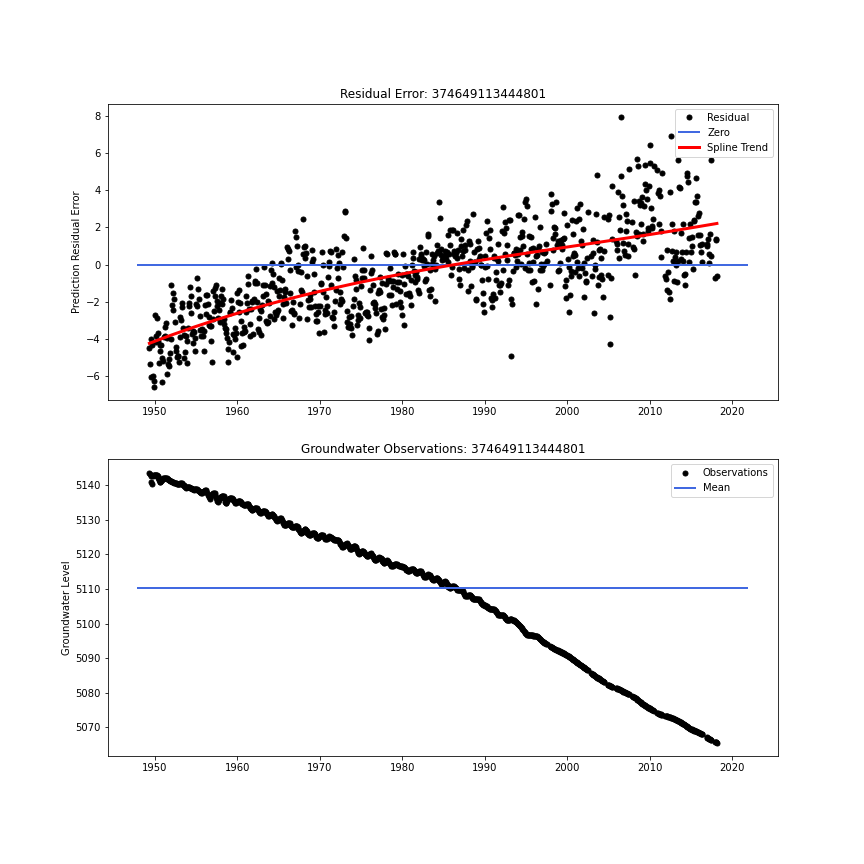 Residual Error: 374649113444801
Prediction Residual Error
8
6
4
2
0
−2
−4
−6
Residual
Zero
Spline Trend
1950 1960 1970 1980 1990 2000 2010 2020
Groundwater Observations: 374649113444801
Groundwater Level
5140
5130
5120
5110
5100
5090
5080
5070
Observations
Mean
1950 1960 1970 1980 1990 2000 2010 2020